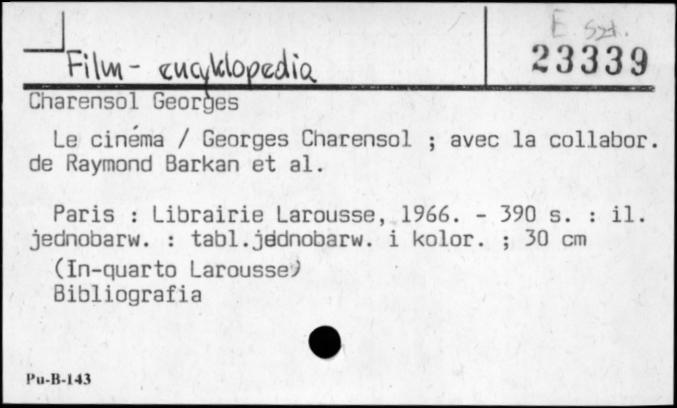 E szt.
Film - encyklopedia
23339
Charensol Georges
Le cinéma / Georges Charensol ; avec la collabor.
de Raymond Barkan et al.
Paris : Librairie Larousse, 1966. - 390 s. : il.
jednobarw. : tabl.jednobarw. i kolor. ; 30 cm
(In-quarto Larousse)
Bibliografia
Pu-B-143